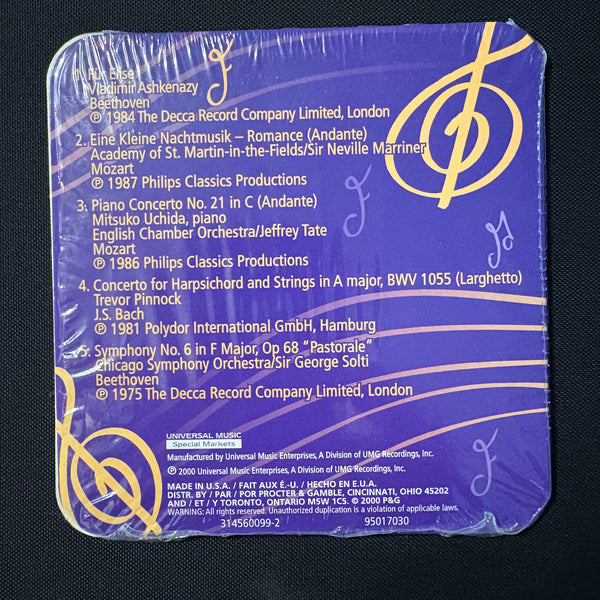 1. Für Elise
Vladimir Ashkenazy
Beethoven
℗ 1984 The Decca Record Company Limited, London
2. Eine Kleine Nachtmusik – Romance (Andante)
Academy of St. Martin-in-the-Fields/Sir Neville Marriner
Mozart
℗ 1987 Philips Classics Productions
3. Piano Concerto No. 21 in C (Andante)
Mitsuko Uchida, piano
English Chamber Orchestra/Jeffrey Tate
Mozart
℗ 1986 Philips Classics Productions
4. Concerto for Harpsichord and Strings in A major, BWV 1055 (Larghetto)
Trevor Pinnock
J.S. Bach
℗ 1981 Polydor International GmbH, Hamburg
5. Symphony No. 6 in F Major, Op 68 "Pastorale"
Chicago Symphony Orchestra/Sir George Solti
Beethoven
℗ 1975 The Decca Record Company Limited, London
UNIVERSAL MUSIC
Special Markets
Manufactured by Universal Music Enterprises, A Division of UMG Recordings, Inc.
℗ © 2000 Universal Music Enterprises, A Division of UMG Recordings, Inc.
MADE IN U.S.A. / FAIT AUX É.-U. / HECHO EN E.U.A.
DISTR. BY / PAR / POR PROCTER & GAMBLE, CINCINNATI, OHIO 45202
AND / ET / Y TORONTO, ONTARIO M5W 1C5. © 2000 P&G
WARNING: All rights reserved. Unauthorized duplication is a violation of applicable laws.
314560099-2 95017030